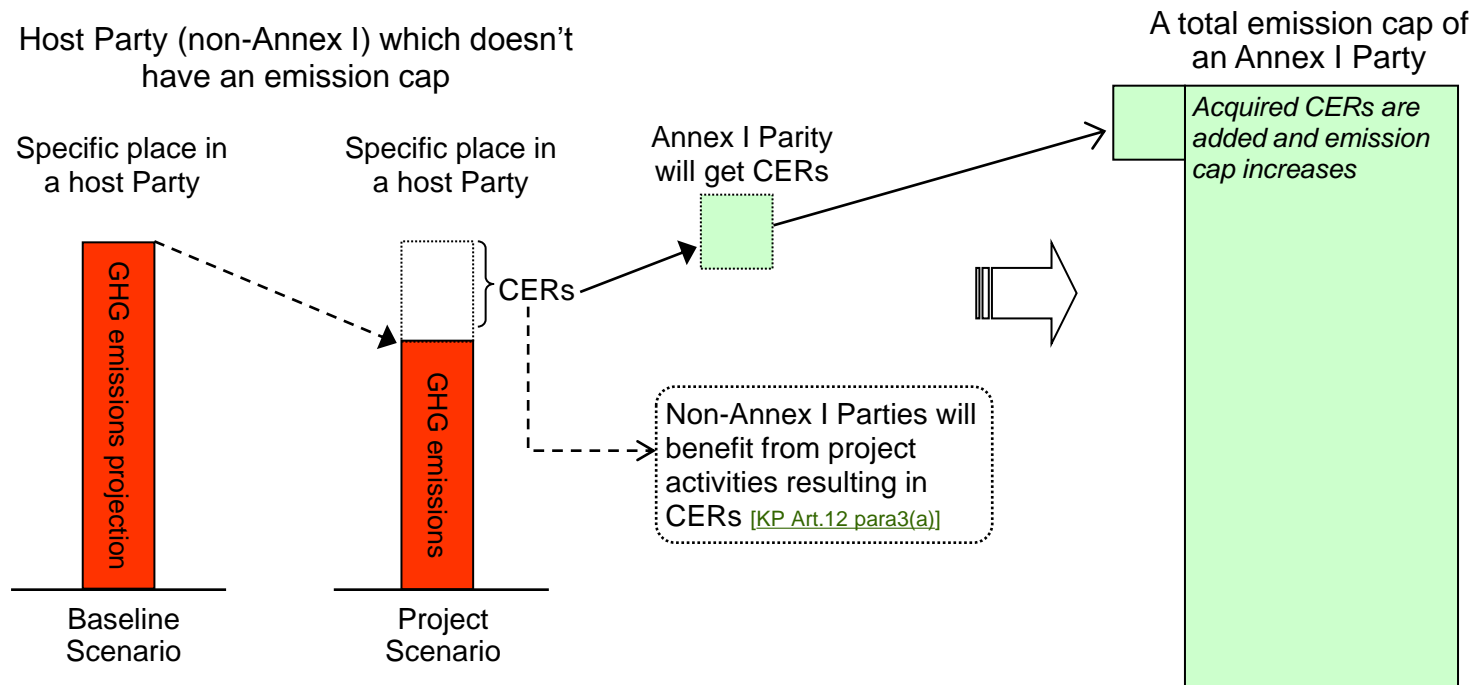 Host Party (non-Annex I) which doesn't
have an emission cap
A total emission cap of
an Annex I Party
Specific place in
a host Party
Specific place in
a host Party
Annex I Parity
will get CERs
Acquired CERs are
added and emission
cap increases
GHG emissions projection
GHG emissions
CERs
Non-Annex I Parties will
benefit from project
activities resulting in
CERs [KP Art.12 para3(a)]
Baseline
Scenario
Project
Scenario